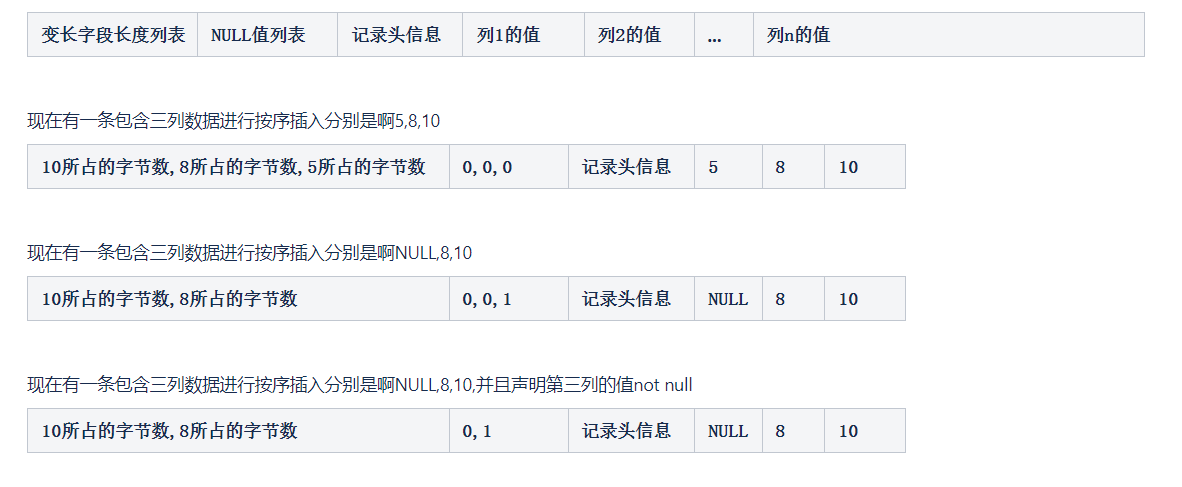 变长字段长度列表 NULL值列表 记录头信息 列1的值 列2的值 ... 列n的值
现在有一条包含三列数据进行按序插入分别是啊5,8,10
10所占的字节数,8所占的字节数,5所占的字节数 0,0,0 记录头信息 5 8 10
现在有一条包含三列数据进行按序插入分别是啊NULL,8,10
10所占的字节数,8所占的字节数 0,0,1 记录头信息 NULL 8 10
现在有一条包含三列数据进行按序插入分别是啊NULL,8,10,并且声明第三列的值not null
10所占的字节数,8所占的字节数 0,1 记录头信息 NULL 8 10